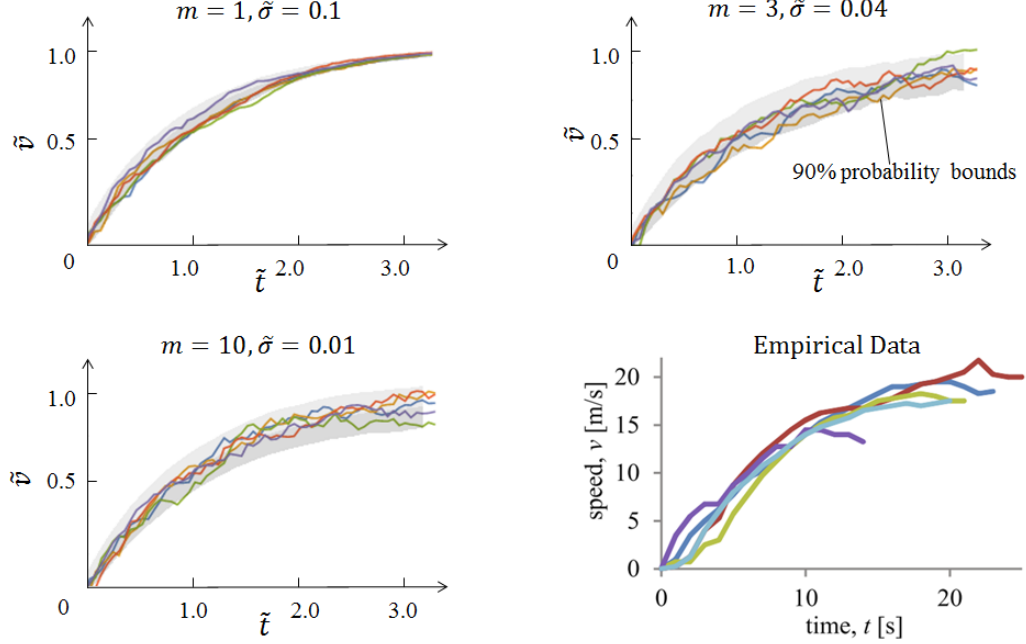 m = 1, σ̃ = 0.1
1.0
0.5
ṽ
0
1.0
2.0
3.0
t̃
m = 3, σ̃ = 0.04
1.0
0.5
ṽ
90% probability bounds
0
1.0
2.0
3.0
t̃
m = 10, σ̃ = 0.01
1.0
0.5
ṽ
0
1.0
2.0
3.0
t̃
Empirical Data
20
15
10
5
0
speed, v [m/s]
0
10
20
time, t [s]